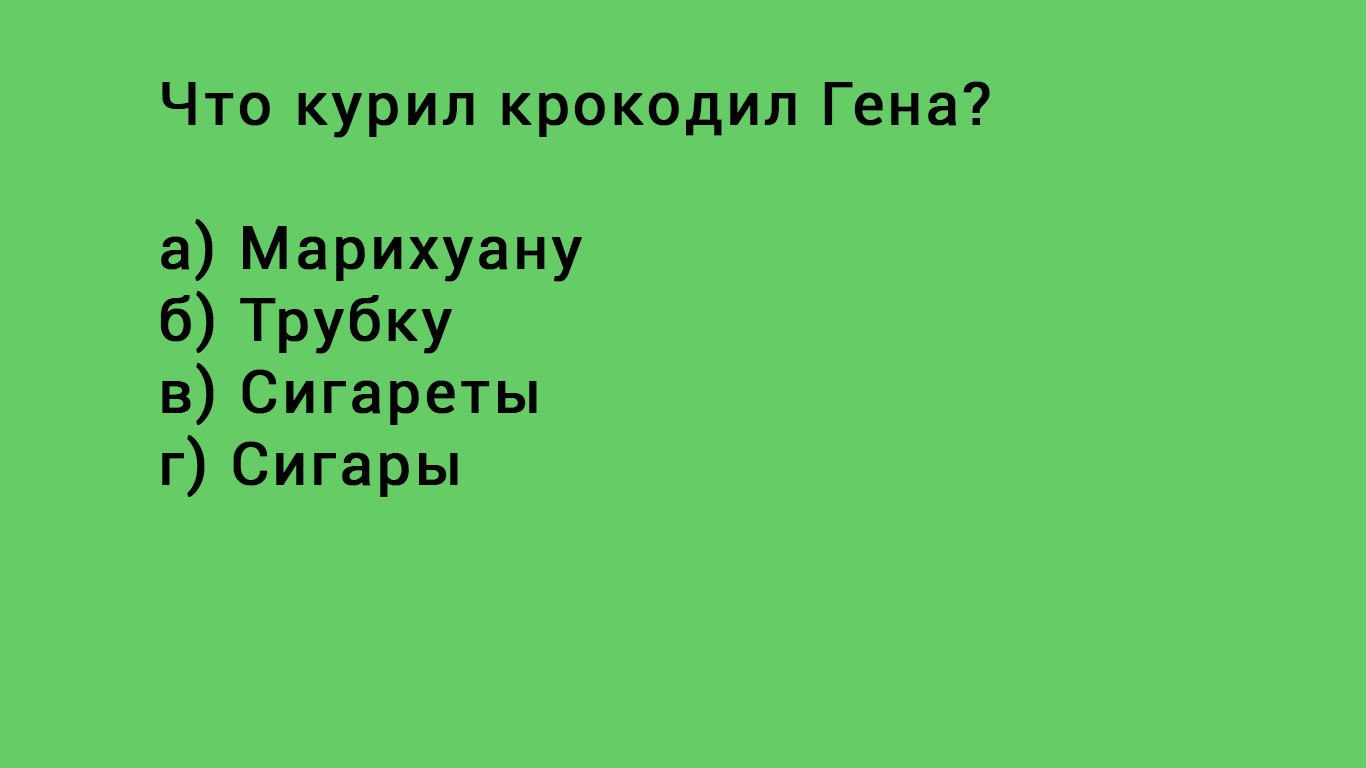 Что курил крокодил Гена?
а) Марихуану
б) Трубку
в) Сигареты
г) Сигары